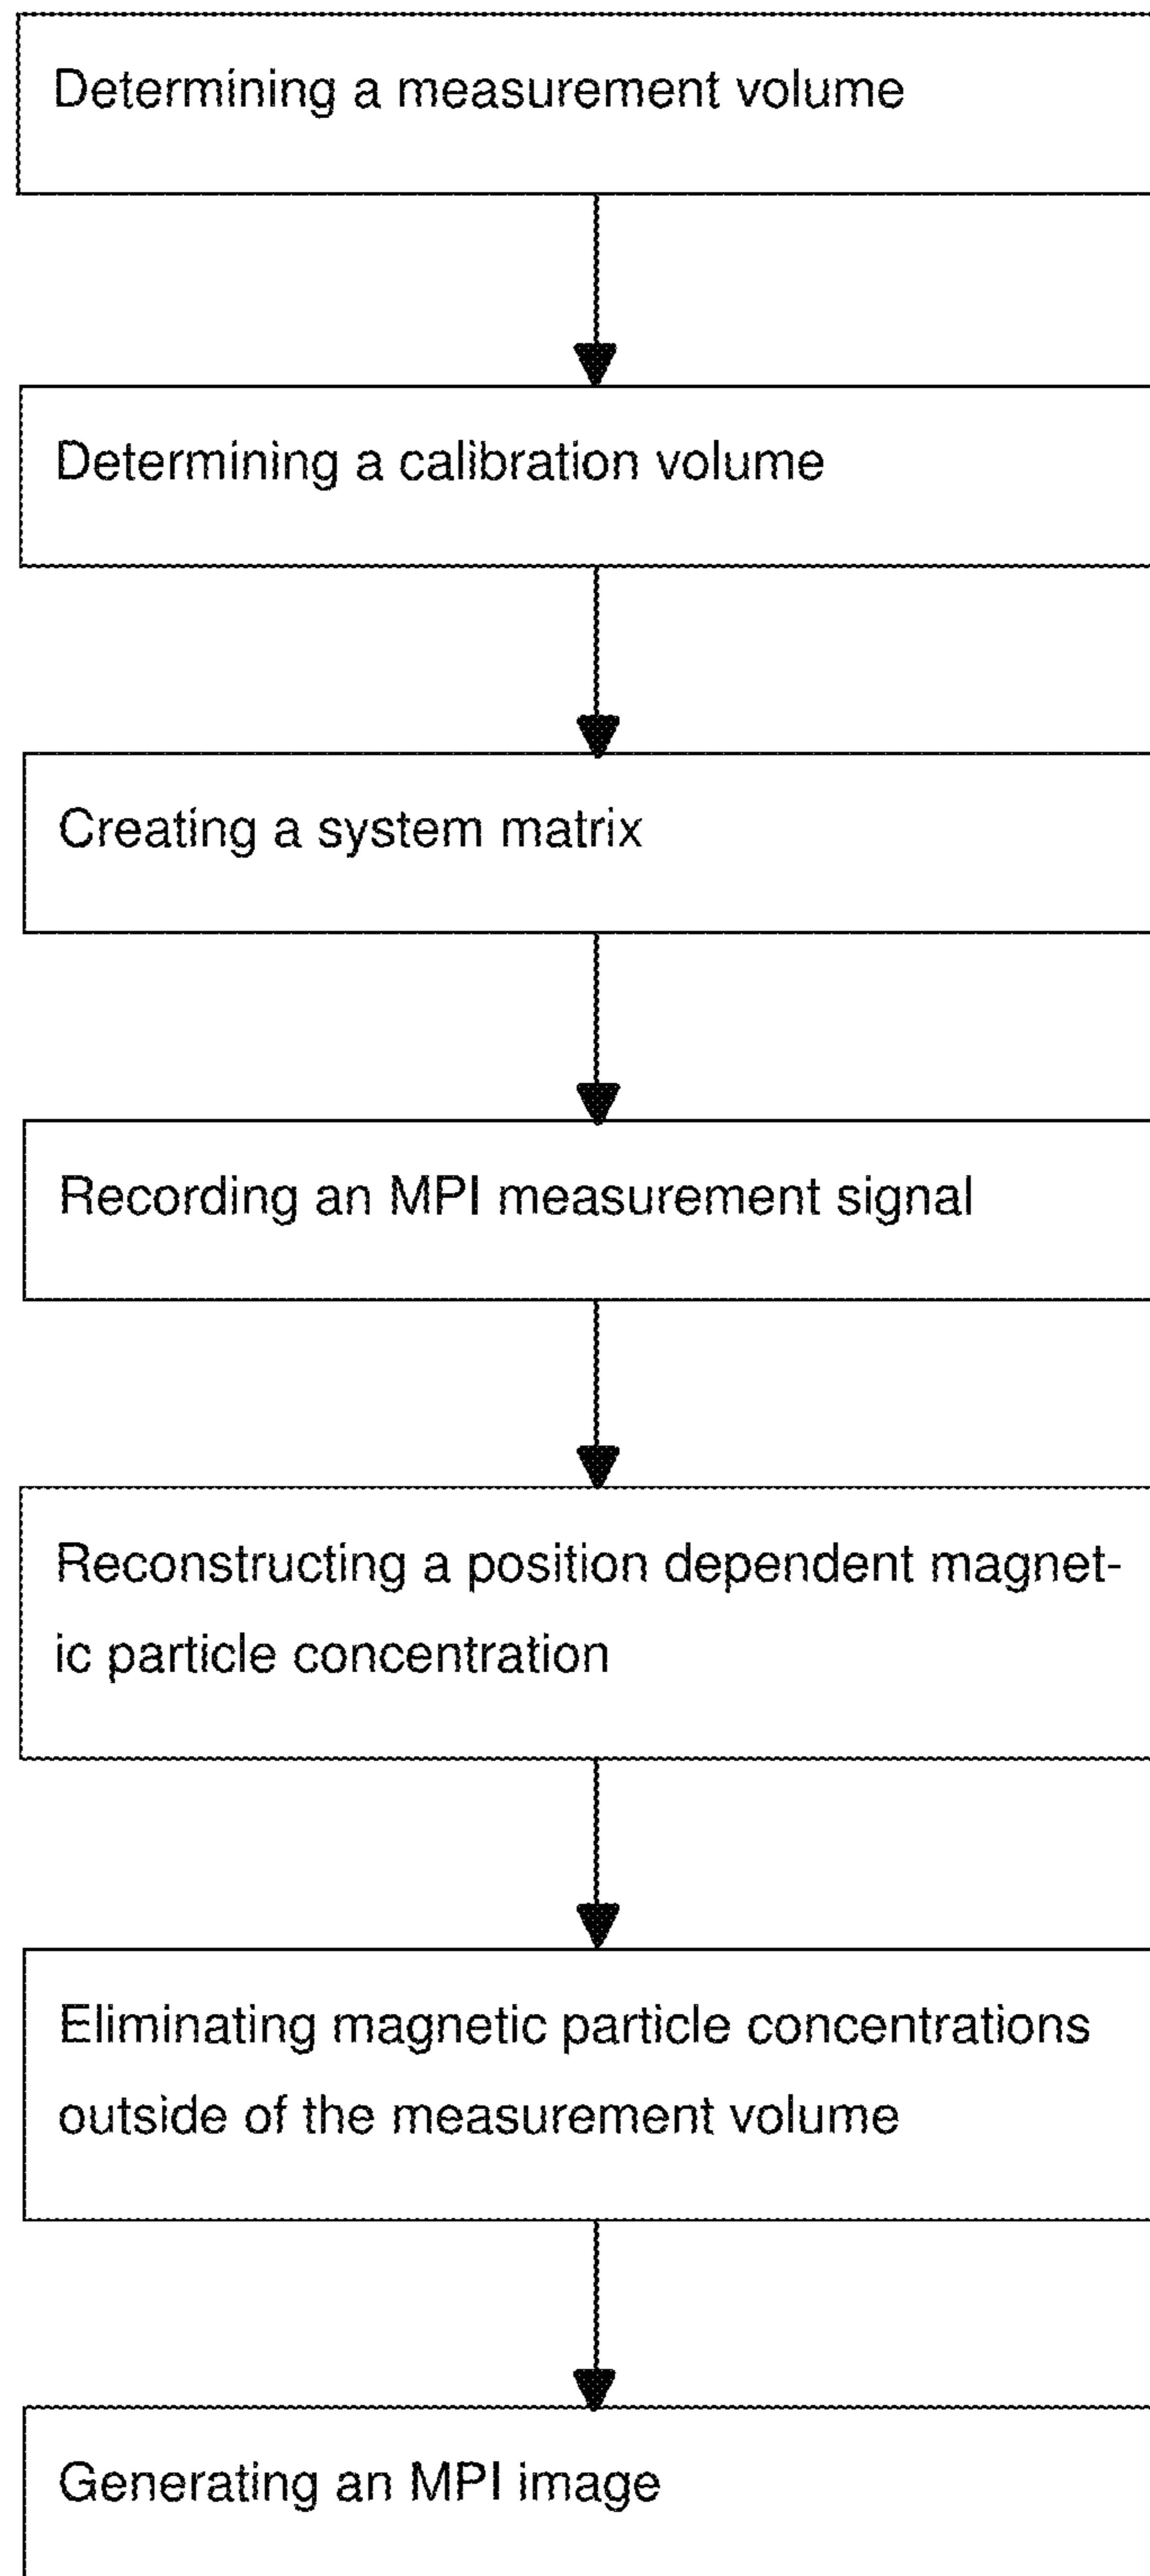 Determining a measurement volume
Determining a calibration volume
Creating a system matrix
Recording an MPI measurement signal
Reconstructing a position dependent magnet-
ic particle concentration
Eliminating magnetic particle concentrations
outside of the measurement volume
Generating an MPI image